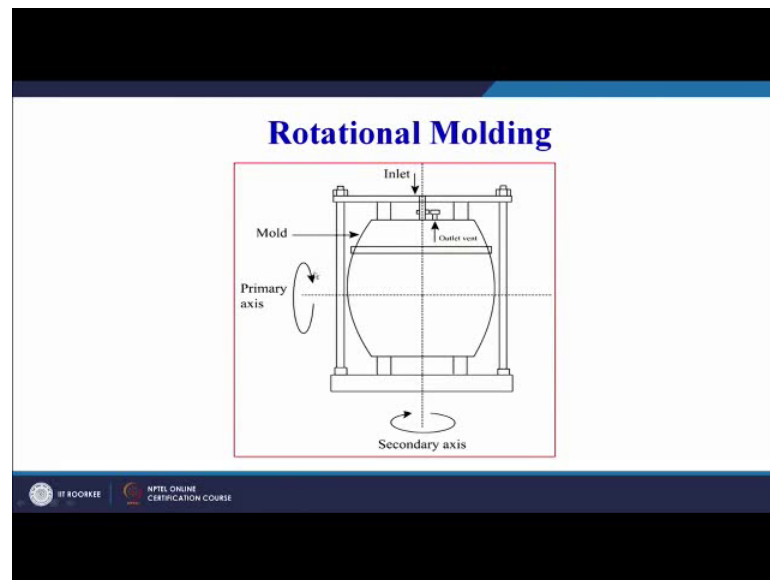 Rotational Molding
Inlet
Mold
Outlet vent
Primary
axis
Secondary axis
IIT ROORKEE
NPTEL ONLINE
CERTIFICATION COURSE